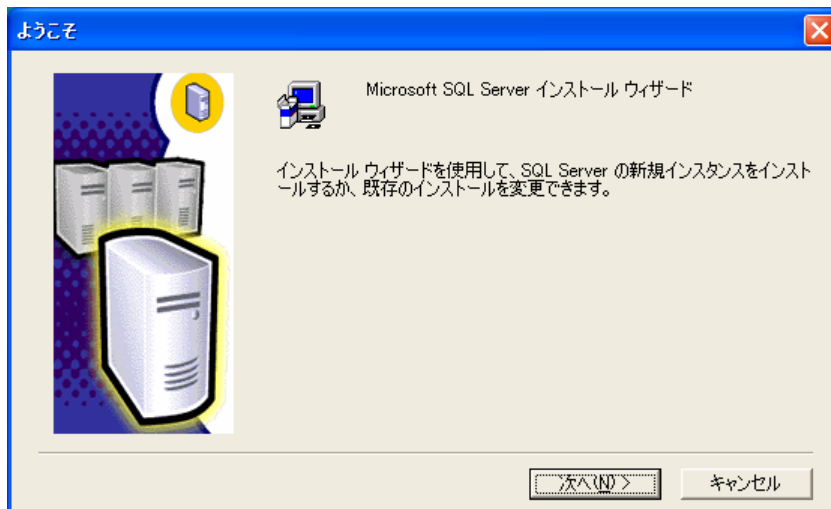 ようこそ
Microsoft SQL Server インストール ウィザード
インストール ウィザードを使用して、SQL Server の新規インスタンスをインスト
ールするか、既存のインストールを変更できます。
次へ(N) >
キャンセル